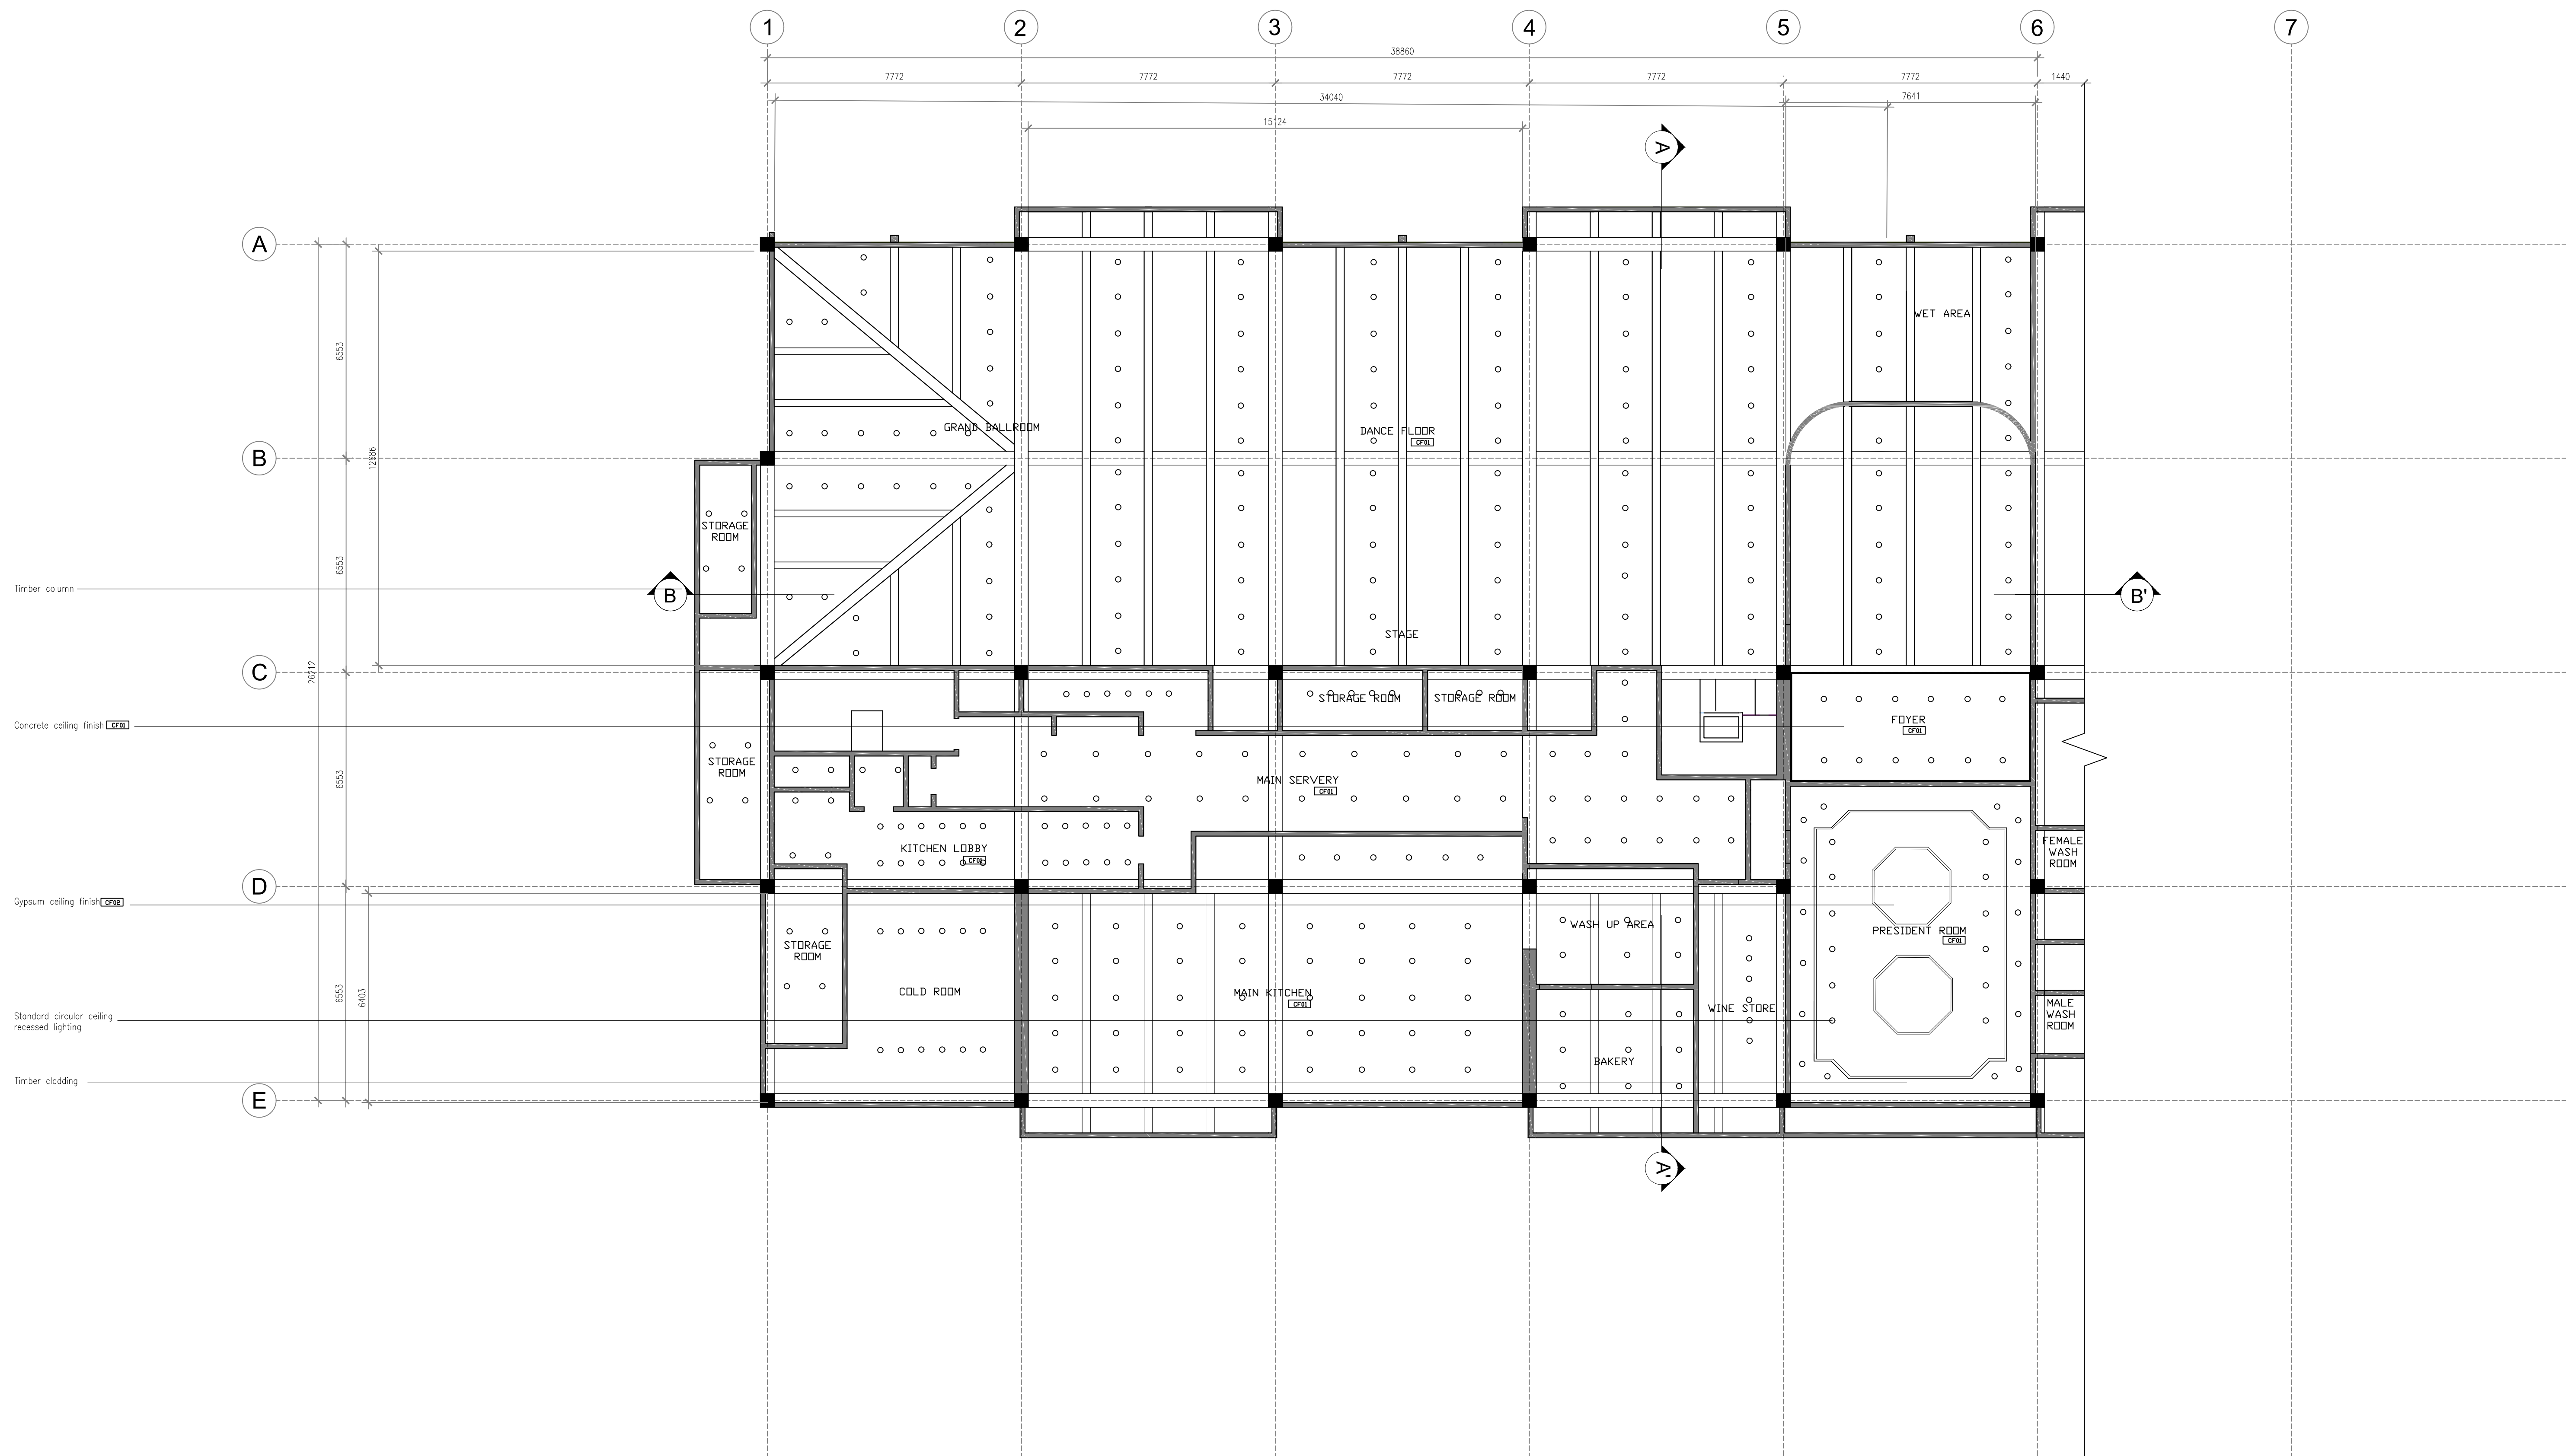 1 2 3 4 5 6 7
38860
7772 7772 7772 7772 7772 1440
34040 7641
15124
A
A
WET AREA
6553
GRAND BALLROOM
DANCE FLOOR
CF01
B
12686
STORAGE
ROOM
6553
Timber column
B
B'
STAGE
C
26212
STORAGE ROOM
STORAGE ROOM
Concrete ceiling finish CF01
FOYER
CF01
STORAGE
ROOM
6553
MAIN SERVERY
CF01
KITCHEN LOBBY
CF01
FEMALE
WASH
ROOM
D
Gypsum ceiling finish CF02
WASH UP AREA
PRESIDENT ROOM
CF01
STORAGE
ROOM
6553
6403
COLD ROOM
MAIN KITCHEN
CF01
WINE STORE
MALE
WASH
ROOM
Standard circular ceiling
recessed lighting
BAKERY
Timber cladding
E
A'